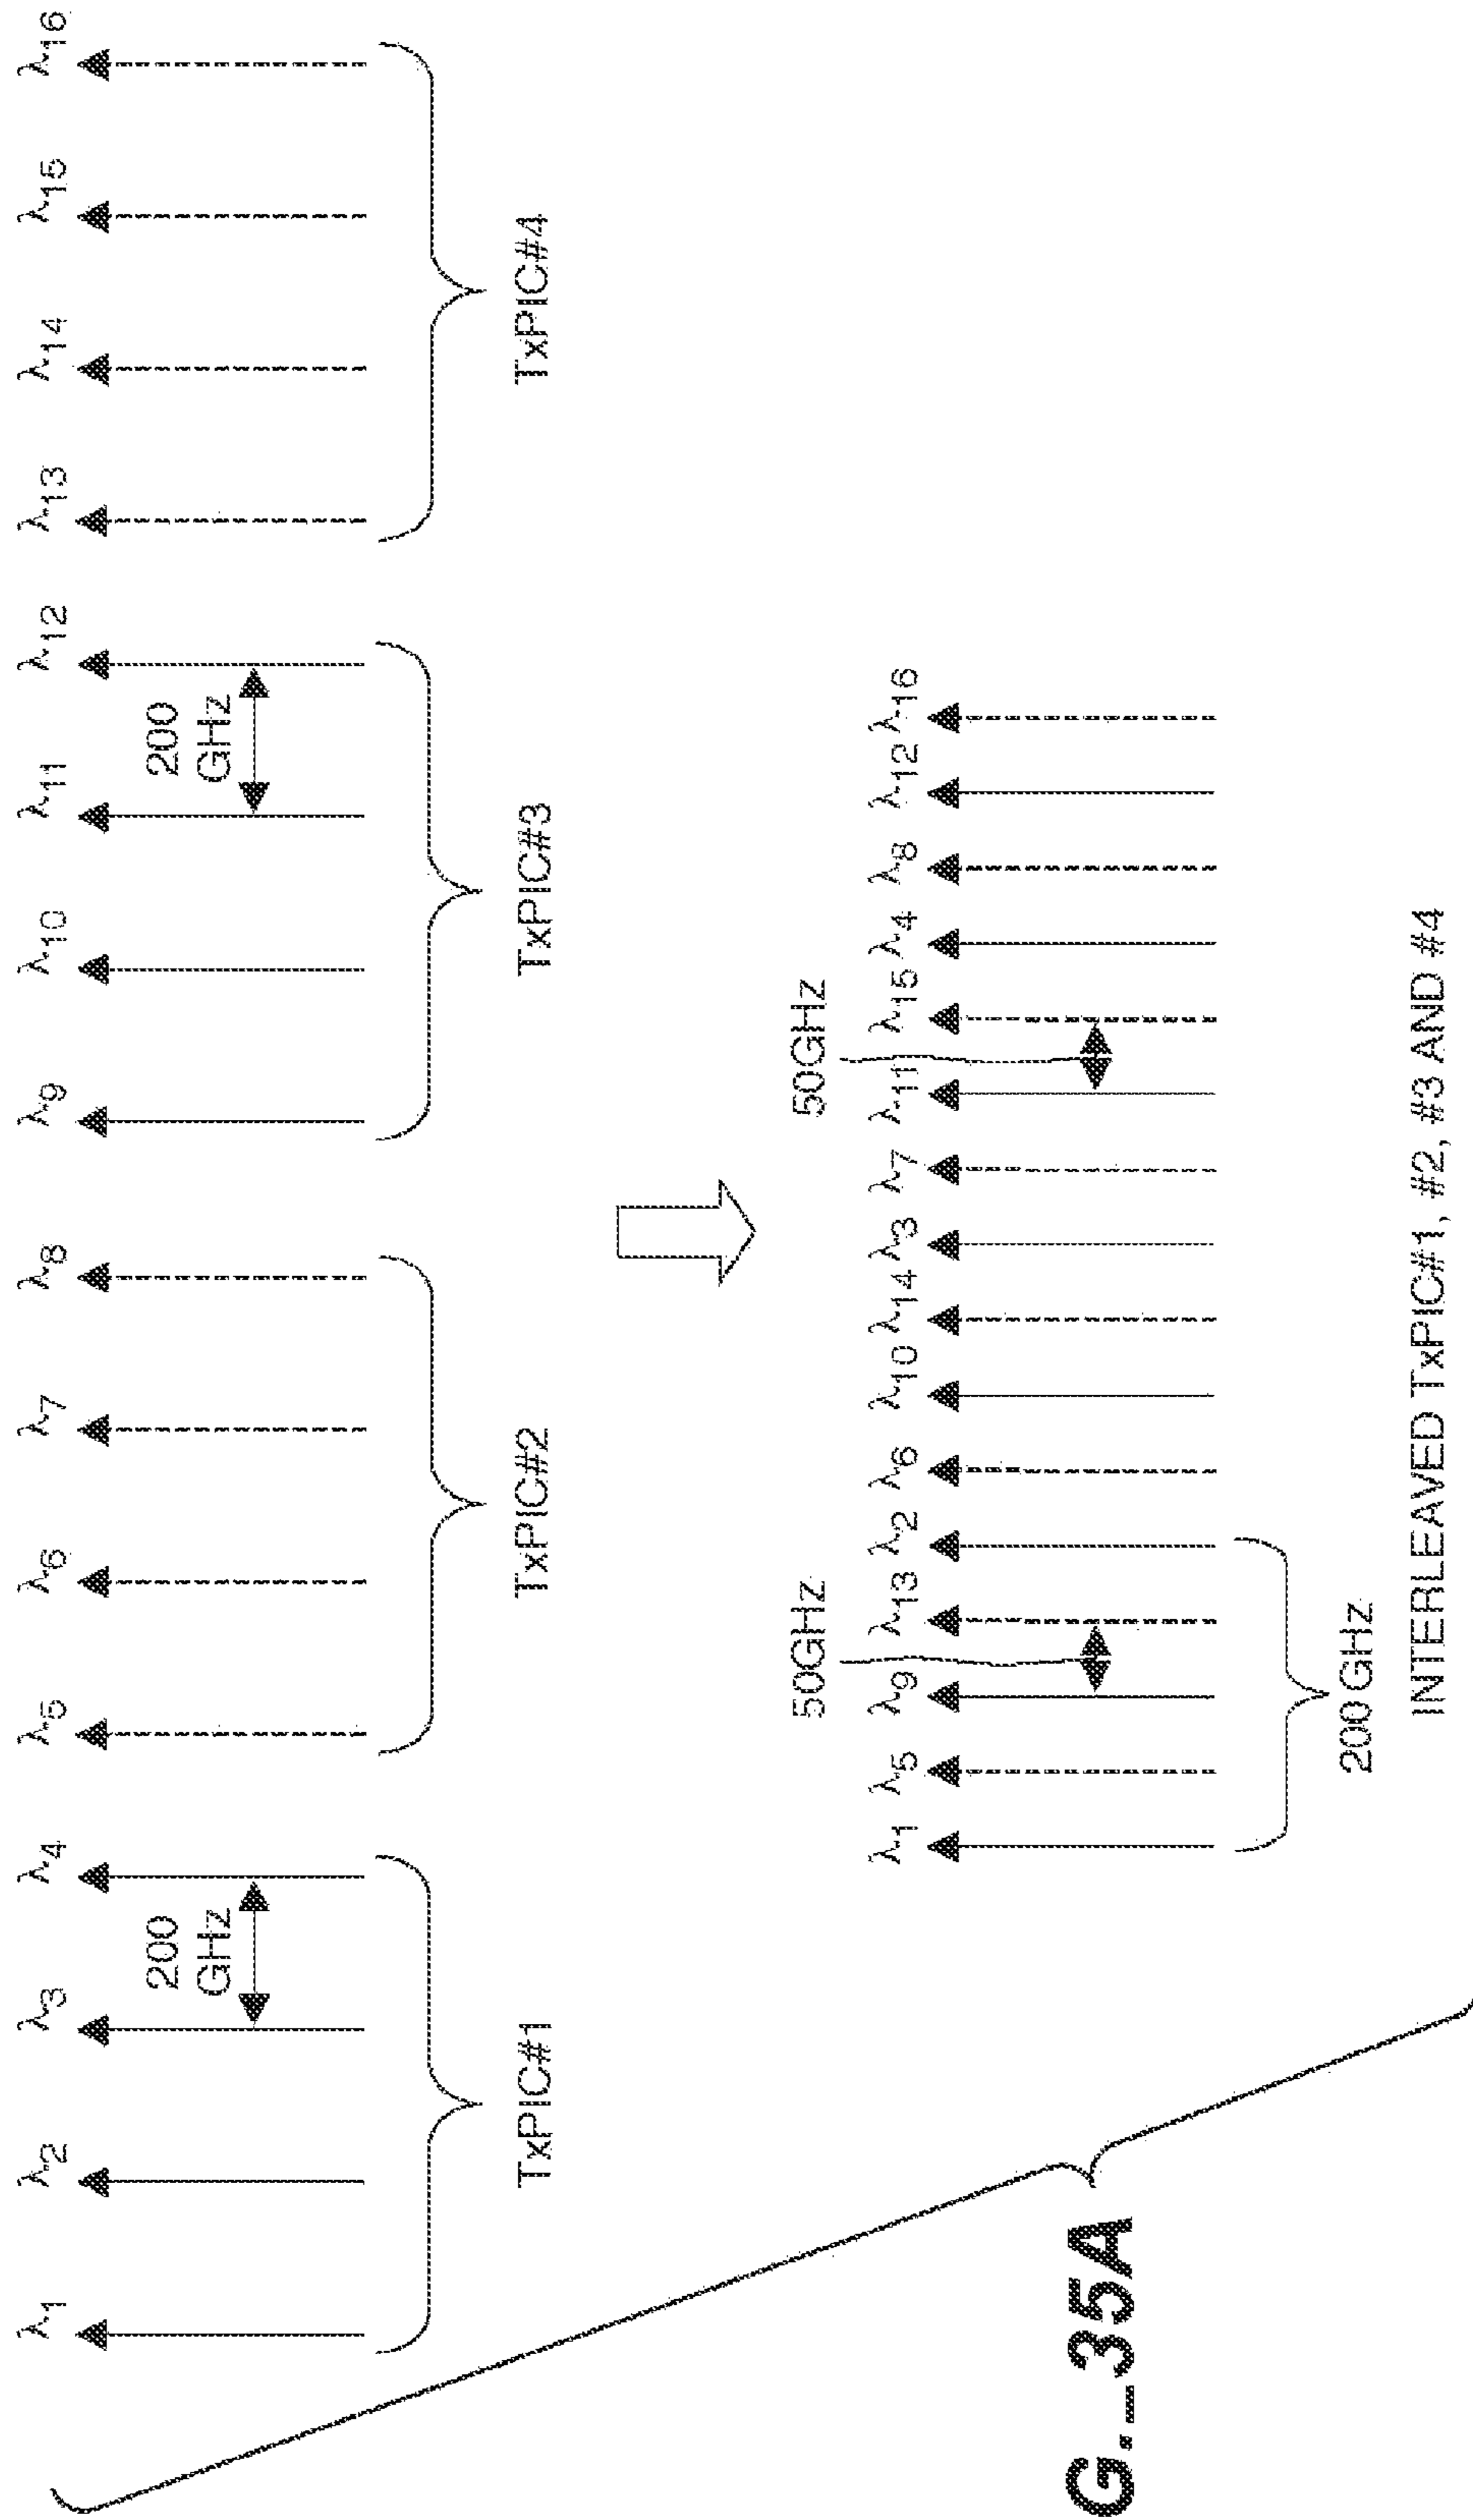 λ1 λ2 λ3 λ4 λ5 λ6 λ7 λ8 λ9 λ10 λ11 λ12 λ13 λ14 λ15 λ16
200
GHz
200
GHz
TxPIC#1 TxPIC#2 TxPIC#3 TxPIC#4
50GHz 50GHz
λ1 λ5 λ9 λ13 λ2 λ6 λ10 λ14 λ3 λ7 λ11 λ15 λ4 λ8 λ12 λ16
200 GHz
INTERLEAVED TxPIC#1, #2, #3 AND #4
G._35A